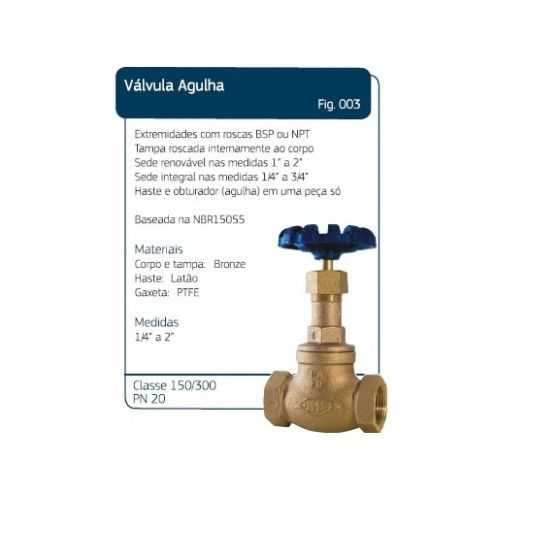 Válvula Agulha
Fig. 003
Extremidades com roscas BSP ou NPT
Tampa roscada internamente ao corpo
Sede renovável nas medidas 1" a 2"
Sede integral nas medidas 1/4" a 3/4"
Haste e obturador (agulha) em uma peça só
Baseada na NBR15055
Materiais
Corpo e tampa: Bronze
Haste: Latão
Gaxeta: PTFE
Medidas
1/4" a 2"
Classe 150/300
PN 20